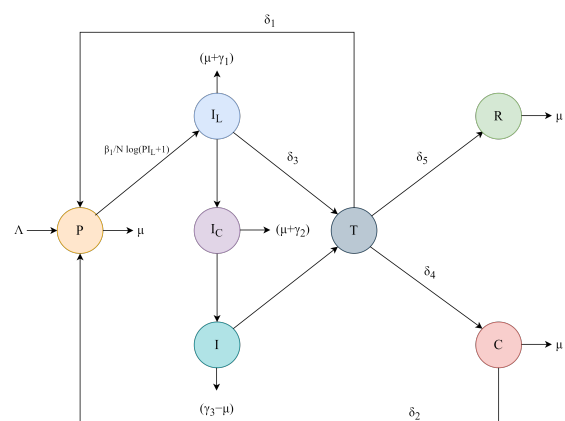 δ1
(μ+γ1)
IL
R
μ
β1/N log(PIL+1)
δ3
δ5
Λ
P
μ
IC
(μ+γ2)
T
δ4
I
C
μ
(γ3−μ)
δ2